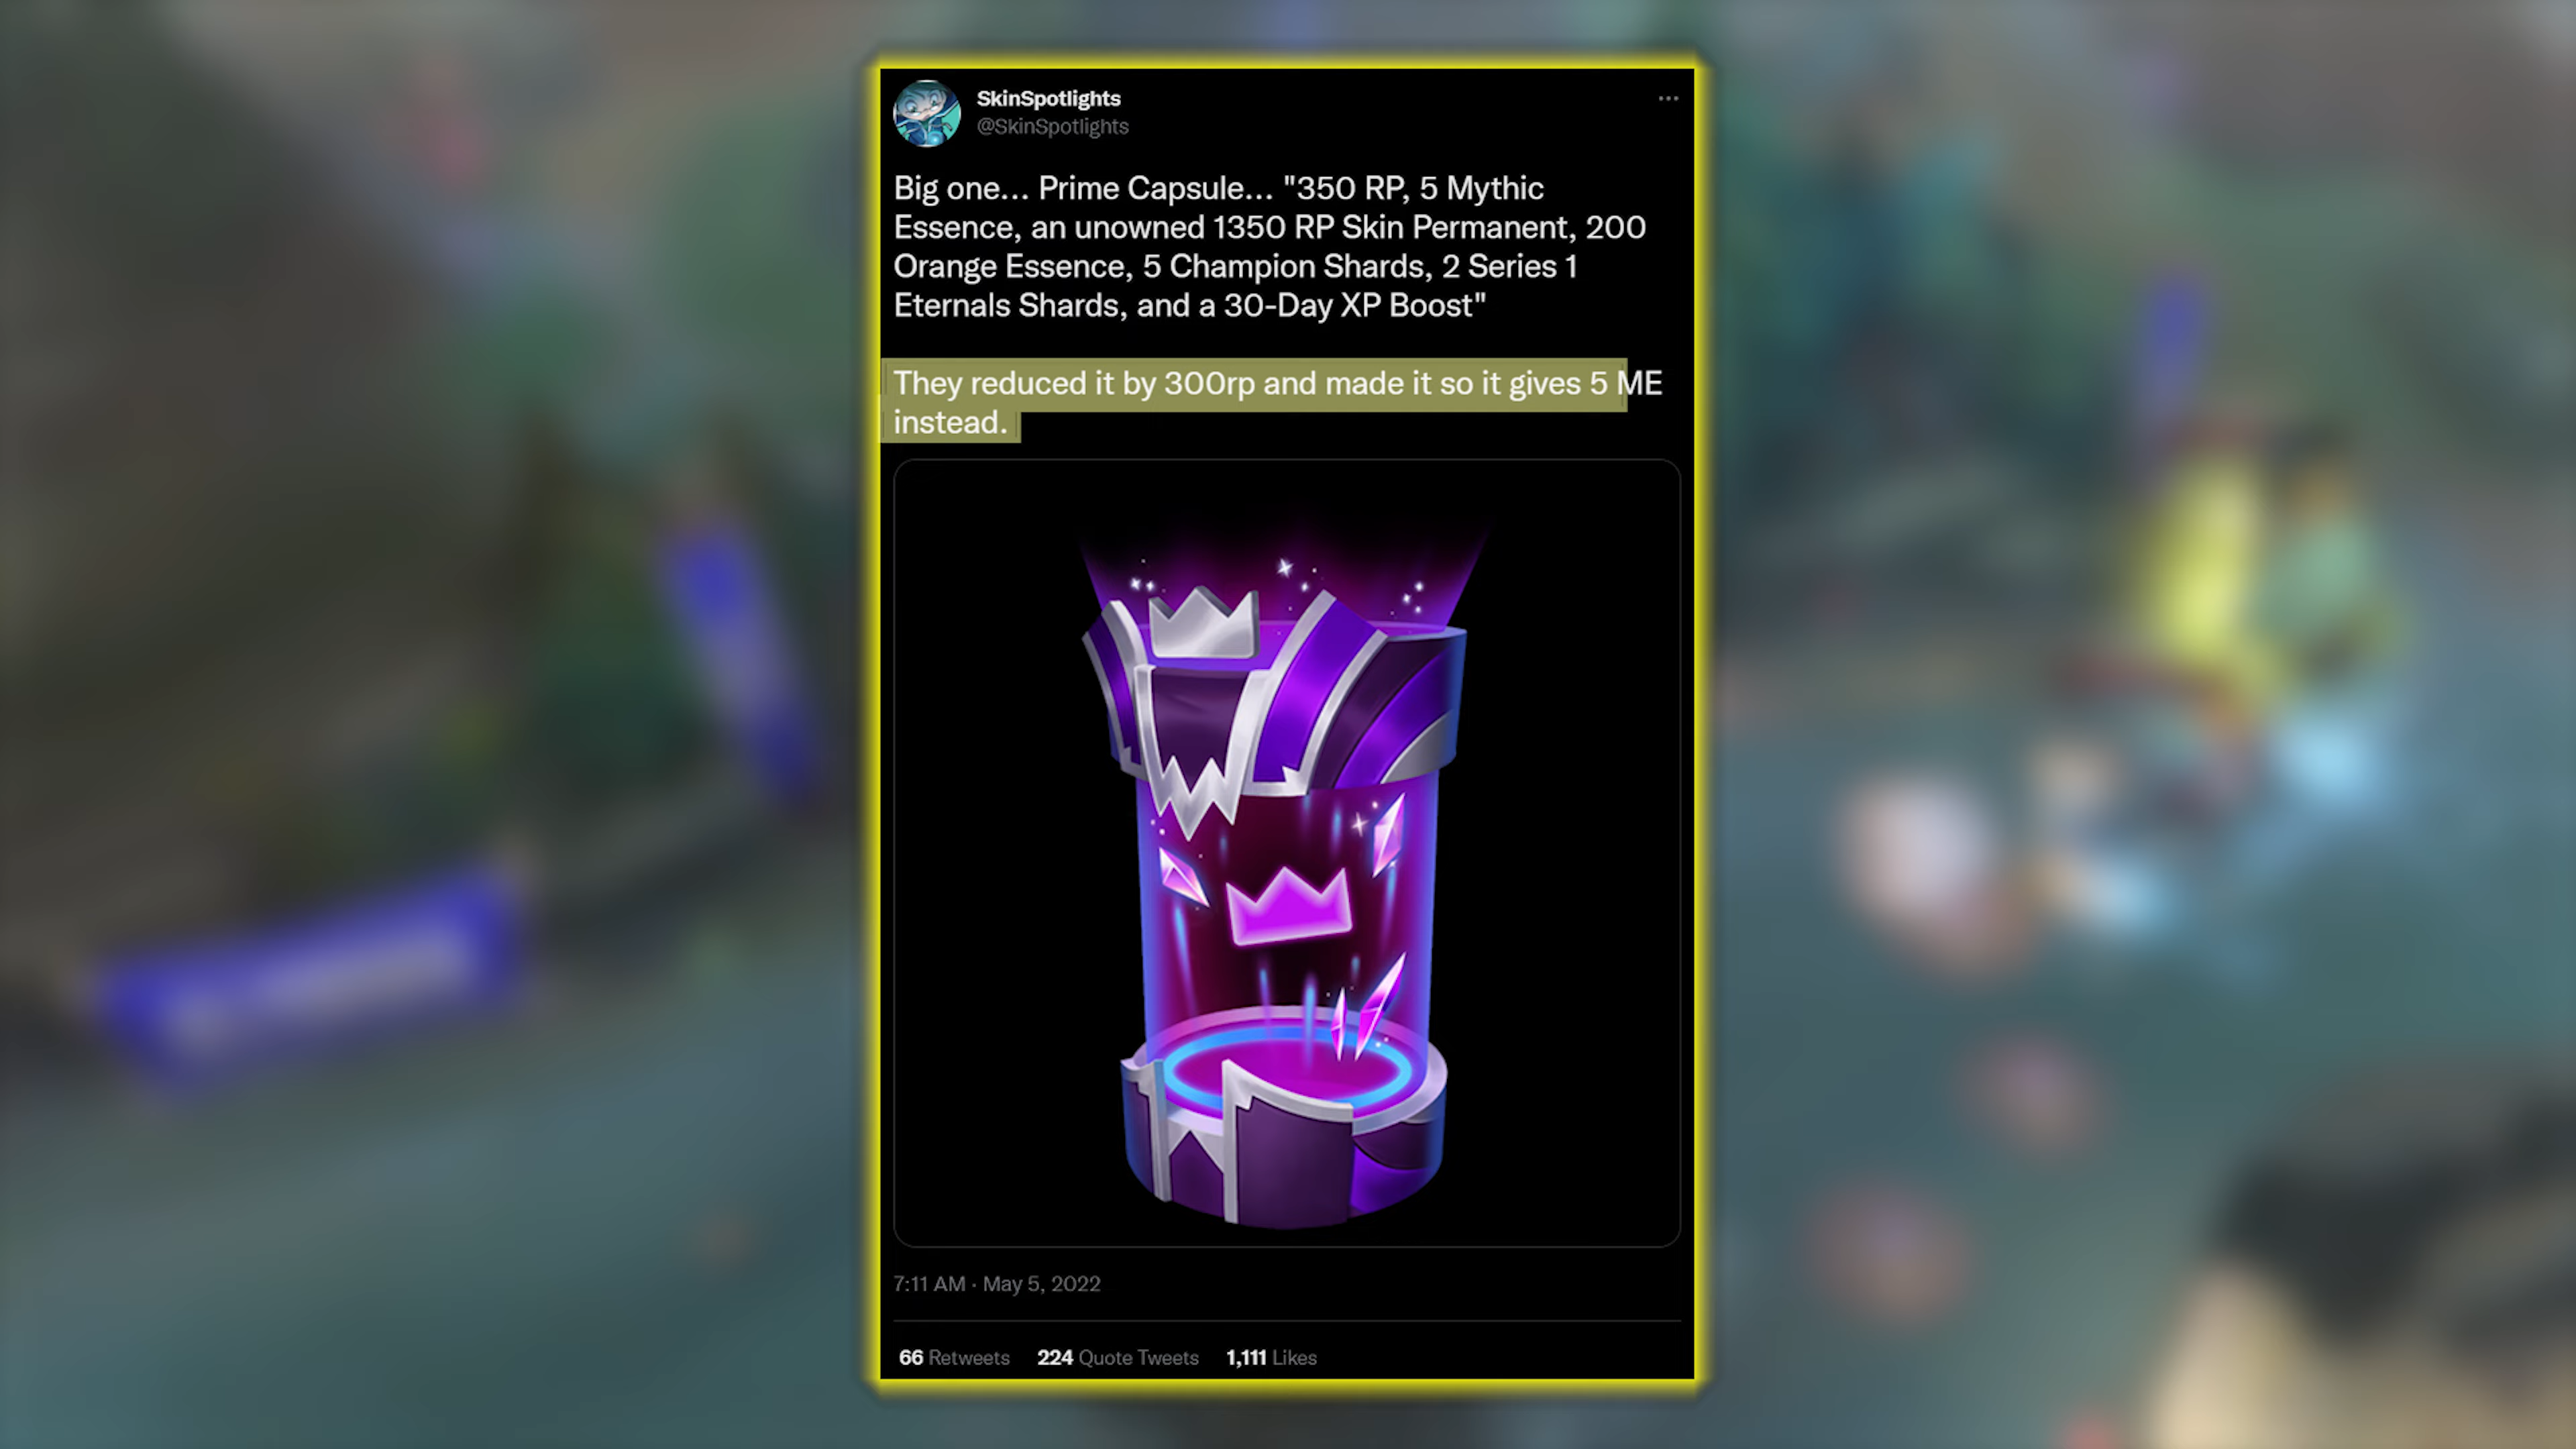 SkinSpotlights
@SkinSpotlights
Big one... Prime Capsule... "350 RP, 5 Mythic
Essence, an unowned 1350 RP Skin Permanent, 200
Orange Essence, 5 Champion Shards, 2 Series 1
Eternals Shards, and a 30-Day XP Boost"
They reduced it by 300rp and made it so it gives 5 ME
instead.
7:11 AM · May 5, 2022
66 Retweets 224 Quote Tweets 1,111 Likes